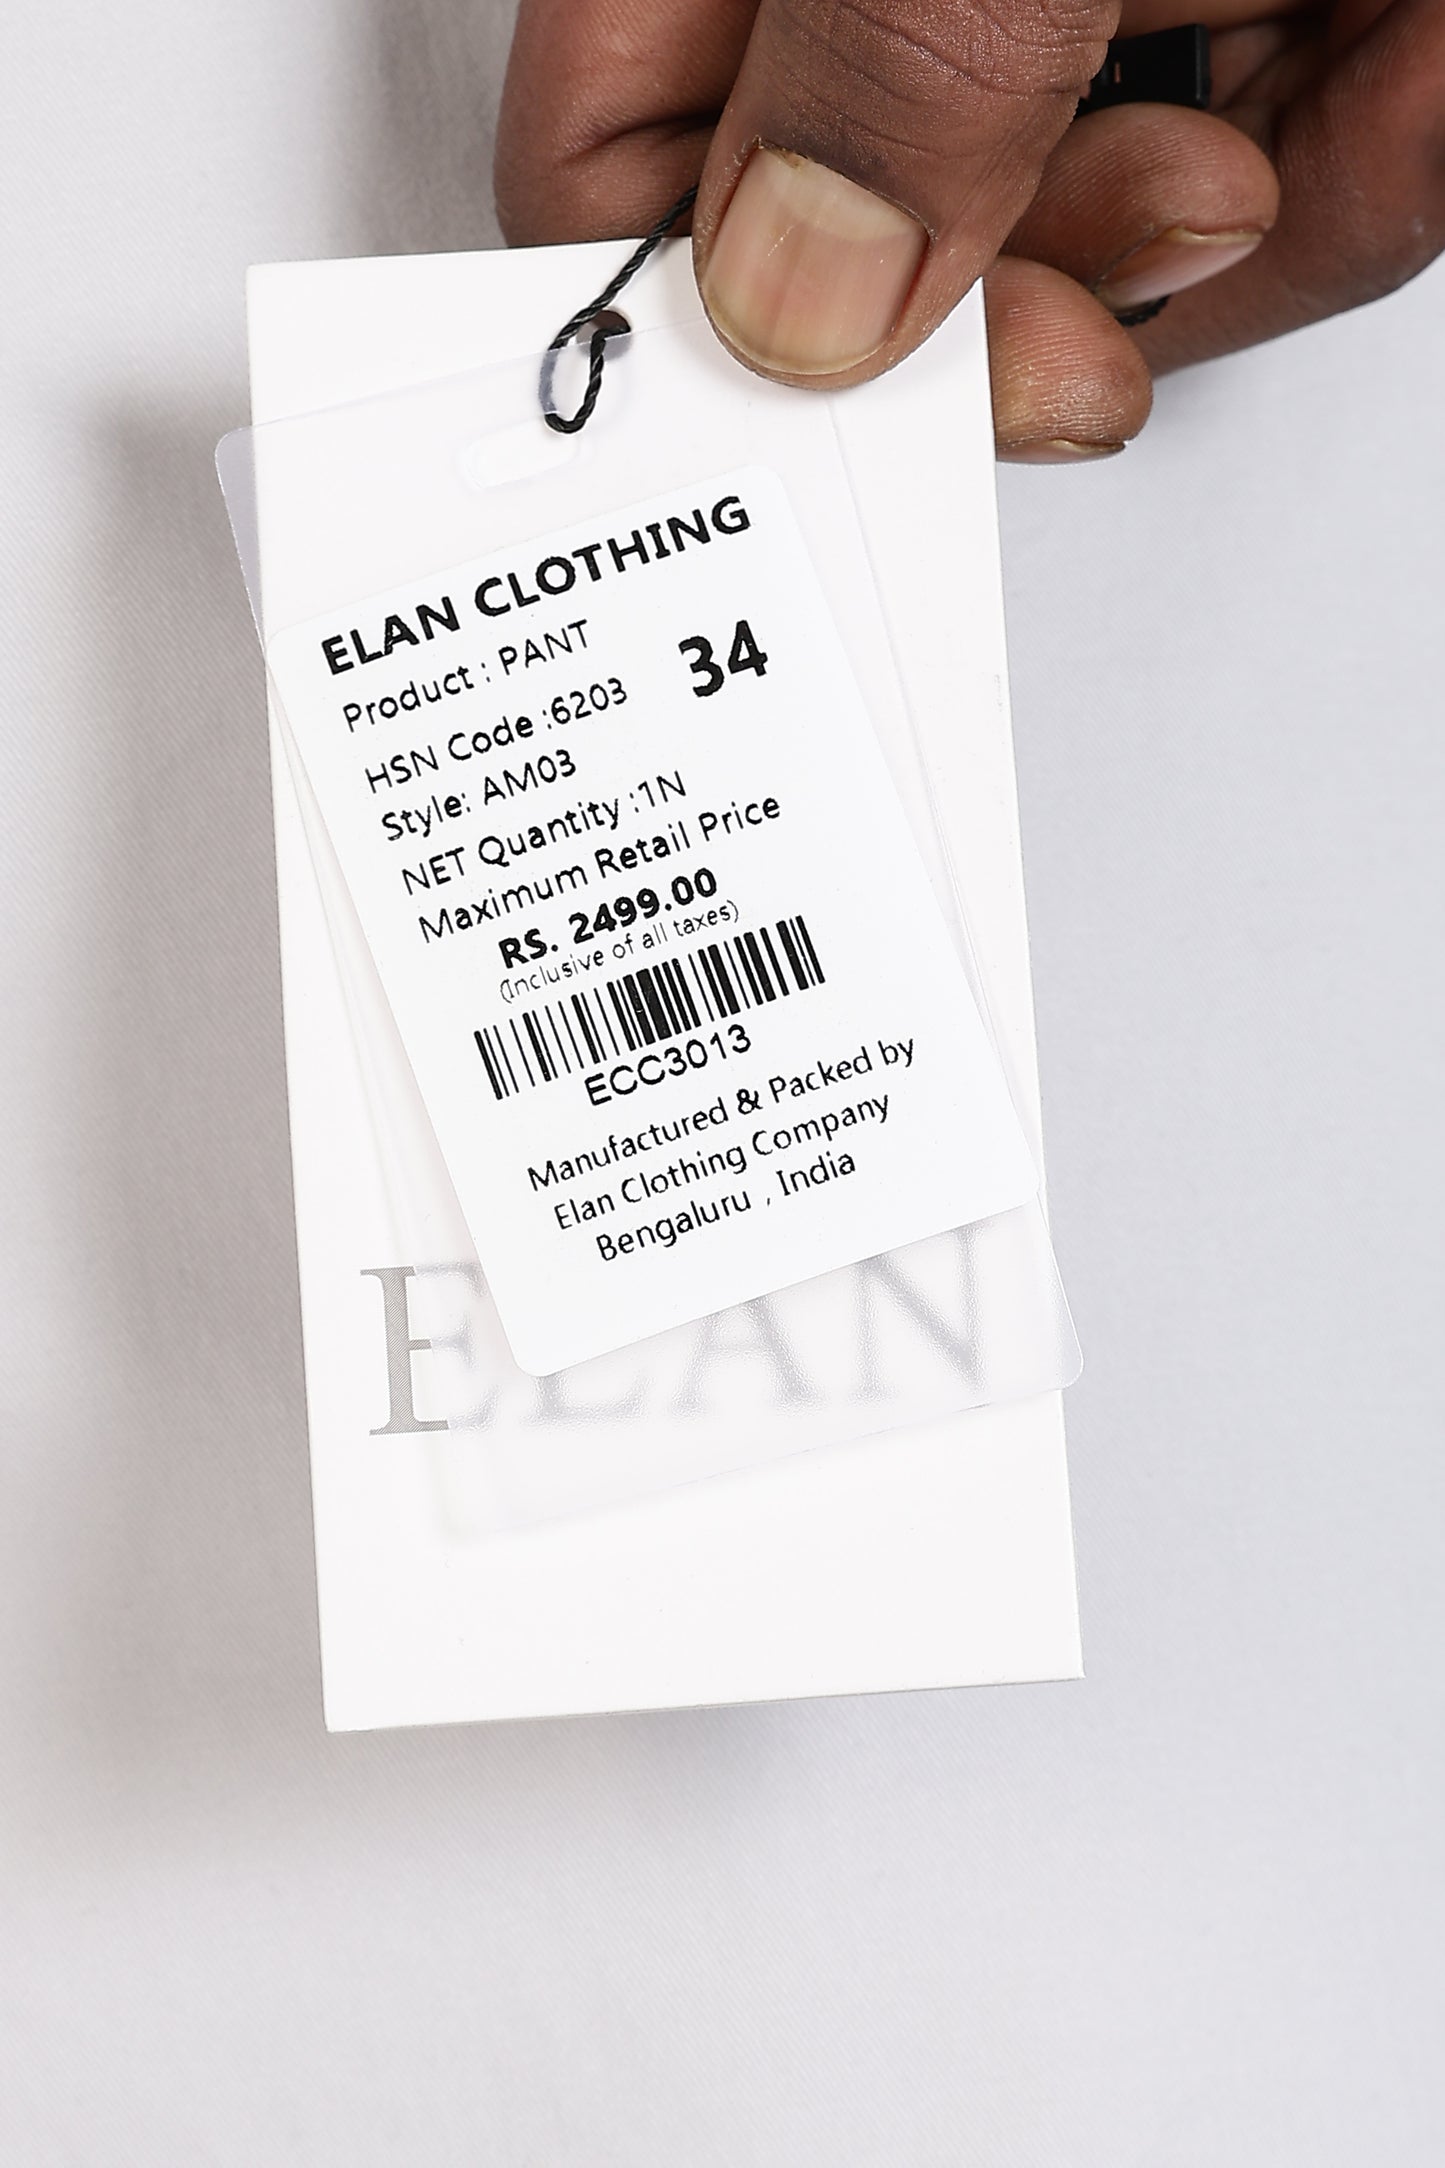 ELAN CLOTHING
Product : PANT
34
HSN Code :6203
Style: AM03
NET Quantity :1N
Maximum Retail Price
RS. 2499.00
(Inclusive of all taxes)
ECC3013
Manufactured & Packed by
Elan Clothing Company
Bengaluru , India
ELAN